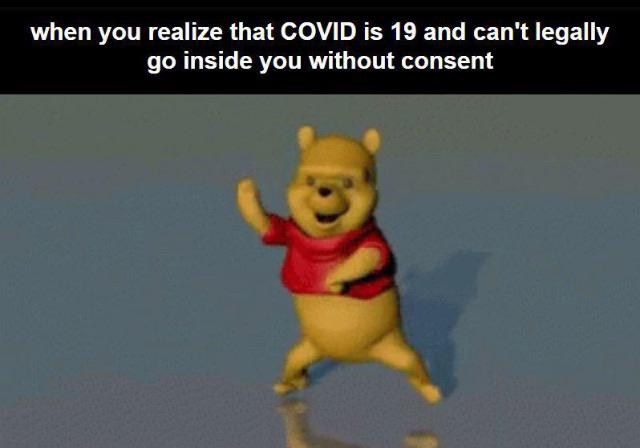 when you realize that COVID is 19 and can't legally
go inside you without consent